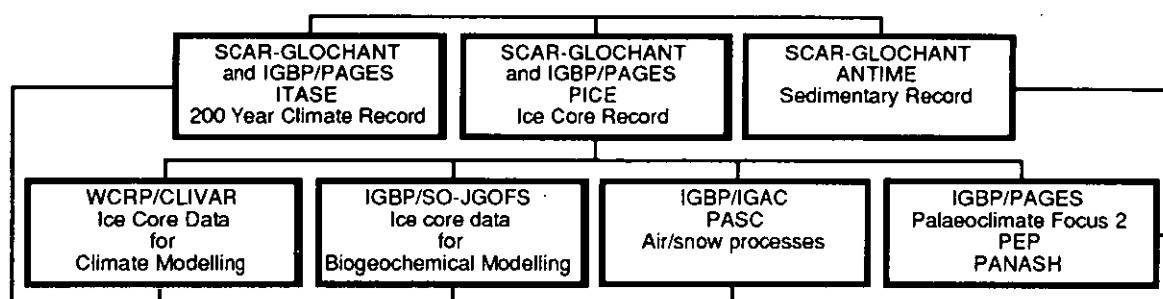 SCAR-GLOCHANT
and IGBP/PAGES
ITASE
200 Year Climate Record
SCAR-GLOCHANT
and IGBP/PAGES
PICE
Ice Core Record
SCAR-GLOCHANT
ANTIME
Sedimentary Record
WCRP/CLIVAR
Ice Core Data
for
Climate Modelling
IGBP/SO-JGOFS
Ice core data
for
Biogeochemical Modelling
IGBP/IGAC
PASC
Air/snow processes
IGBP/PAGES
Palaeoclimate Focus 2
PEP
PANASH